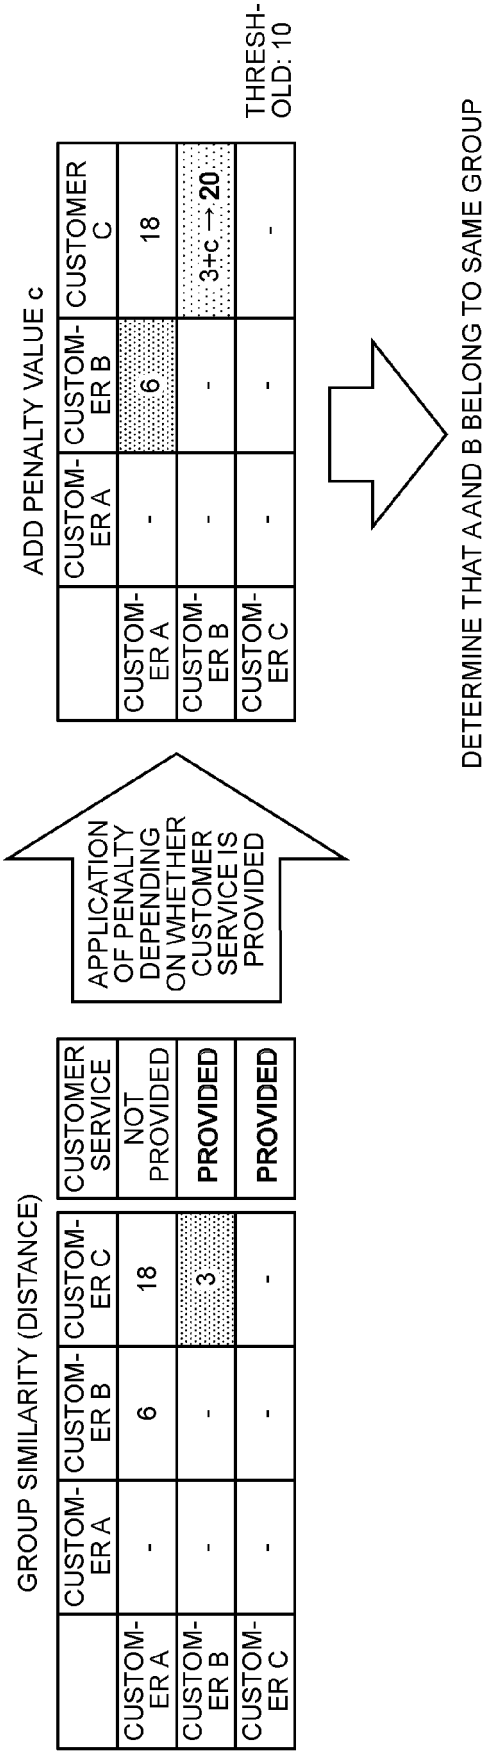 GROUP SIMILARITY (DISTANCE)
CUSTOM-
ER A
CUSTOM-
ER B
CUSTOM-
ER C
CUSTOMER
SERVICE
CUSTOM-
ER A
-
6
18
NOT
PROVIDED
CUSTOM-
ER B
-
-
3
PROVIDED
CUSTOM-
ER C
-
-
-
PROVIDED
APPLICATION
OF PENALTY
DEPENDING
ON WHETHER
CUSTOMER
SERVICE IS
PROVIDED
ADD PENALTY VALUE c
CUSTOM-
ER A
CUSTOM-
ER B
CUSTOMER
C
CUSTOM-
ER A
-
6
18
CUSTOM-
ER B
-
-
3+c → 20
CUSTOM-
ER C
-
-
-
THRESH-
OLD: 10
DETERMINE THAT A AND B BELONG TO SAME GROUP